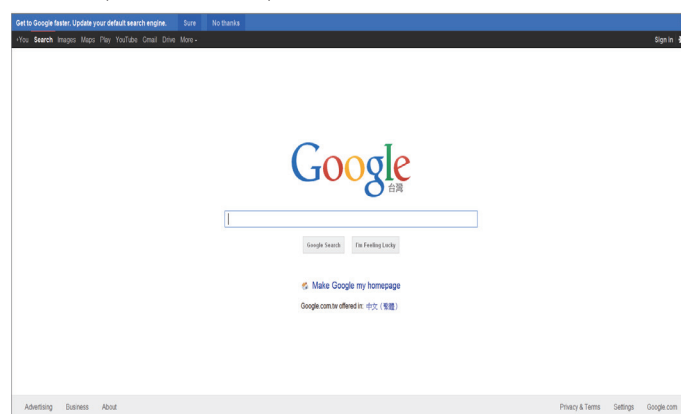 Get to Google faster. Update your default search engine. Sure No thanks
+You Search Images Maps Play YouTube Gmail Drive More Sign in
Google
台灣
Google Search I'm Feeling Lucky
Make Google my homepage
Google.com.tw offered in: 中文（繁體）
Advertising Business About Privacy & Terms Settings Google.com